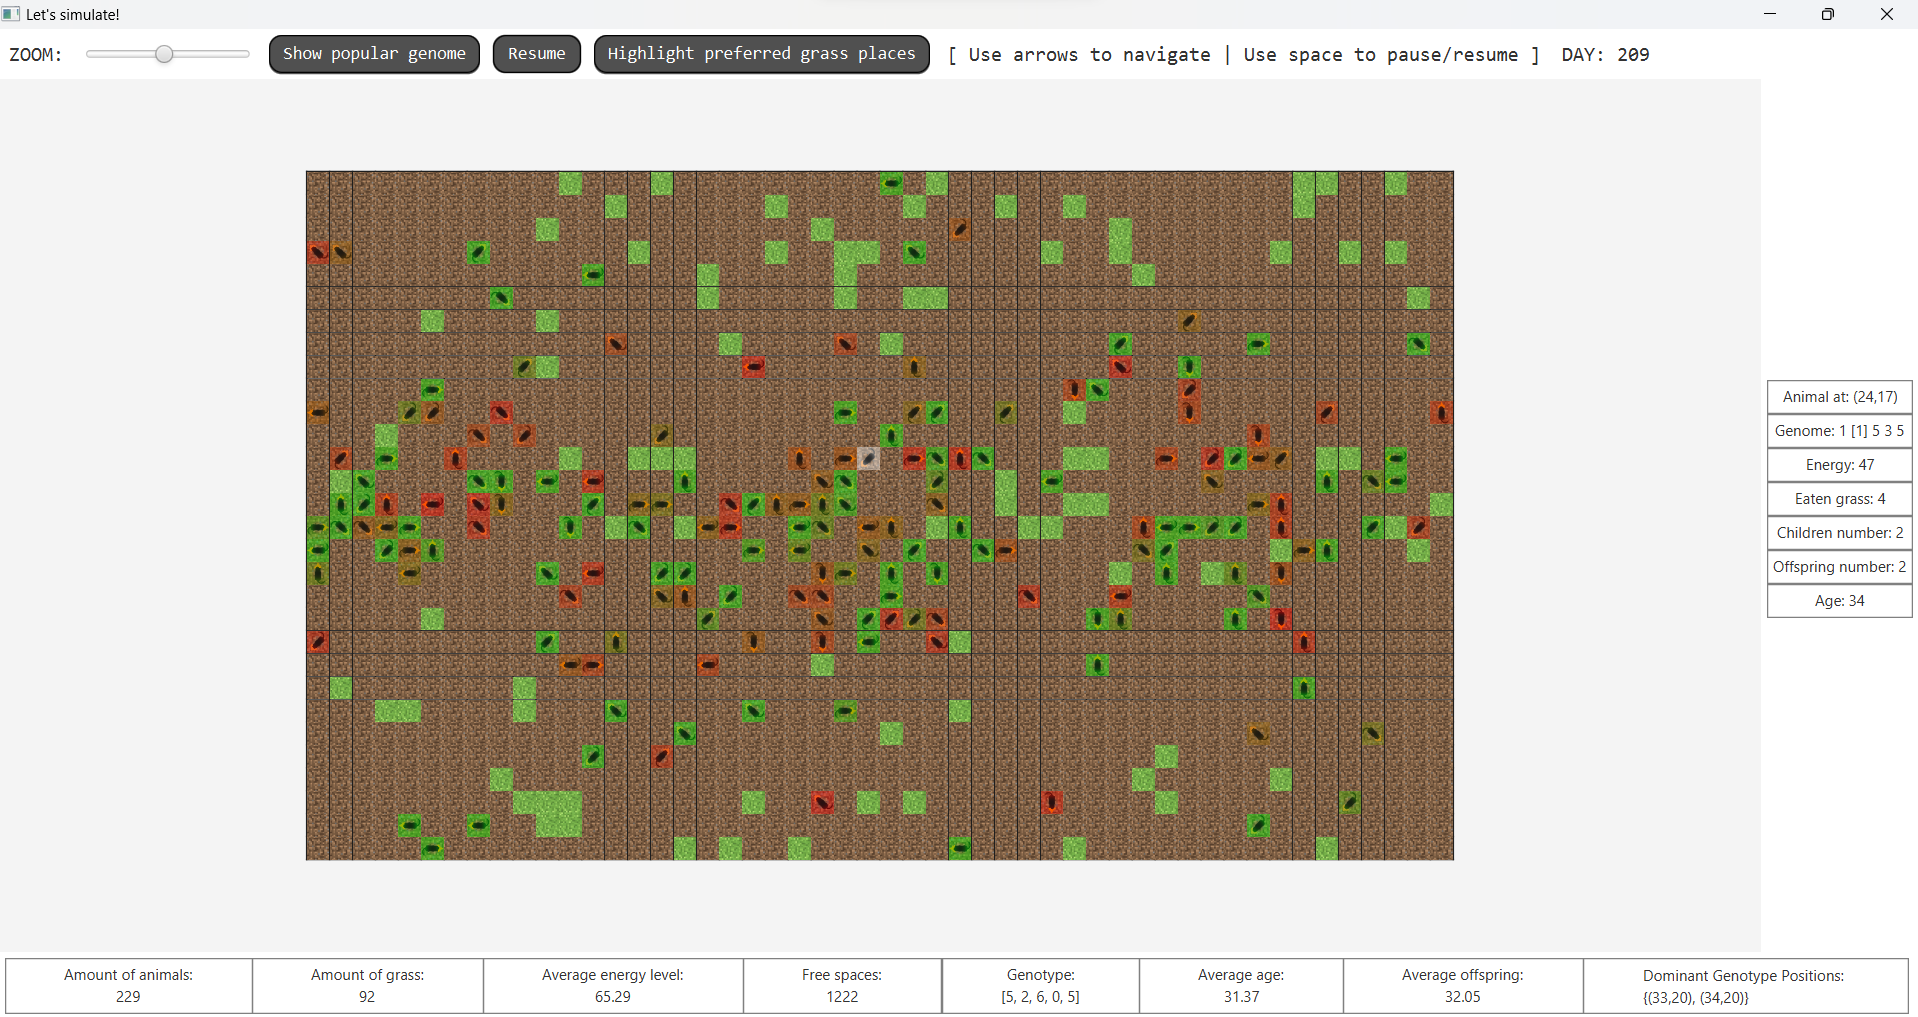 Let's simulate!
ZOOM:
Show popular genome
Resume
Highlight preferred grass places
[ Use arrows to navigate | Use space to pause/resume ]
DAY: 209
Animal at: (24,17)
Genome: 1 [1] 5 3 5
Energy: 47
Eaten grass: 4
Children number: 2
Offspring number: 2
Age: 34
Amount of animals:
229
Amount of grass:
92
Average energy level:
65.29
Free spaces:
1222
Genotype:
[5, 2, 6, 0, 5]
Average age:
31.37
Average offspring:
32.05
Dominant Genotype Positions:
{(33,20), (34,20)}